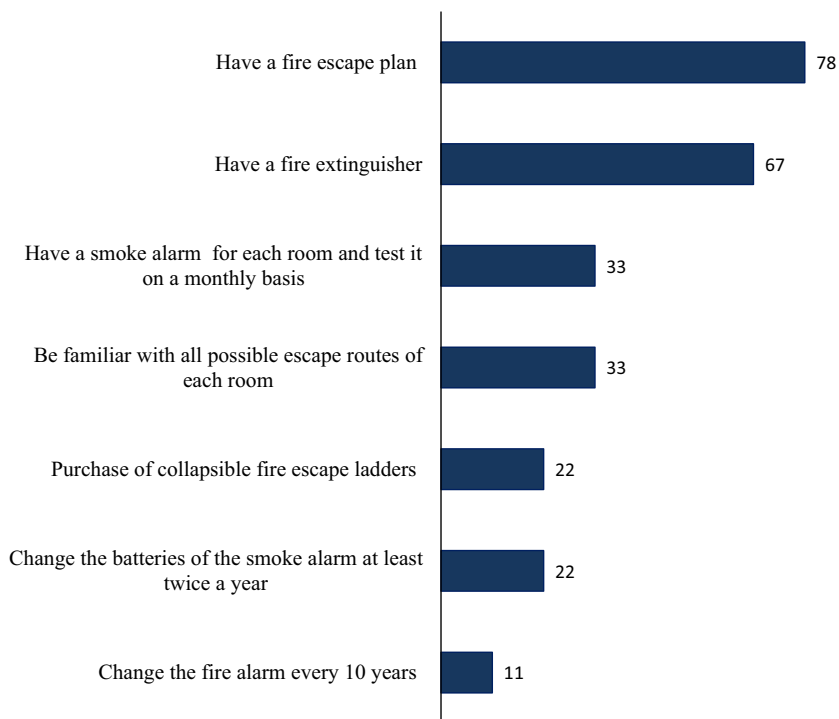 Have a fire escape plan
78
Have a fire extinguisher
67
Have a smoke alarm  for each room and test it
on a monthly basis
33
Be familiar with all possible escape routes of
each room
33
Purchase of collapsible fire escape ladders
22
Change the batteries of the smoke alarm at least
twice a year
22
Change the fire alarm every 10 years
11